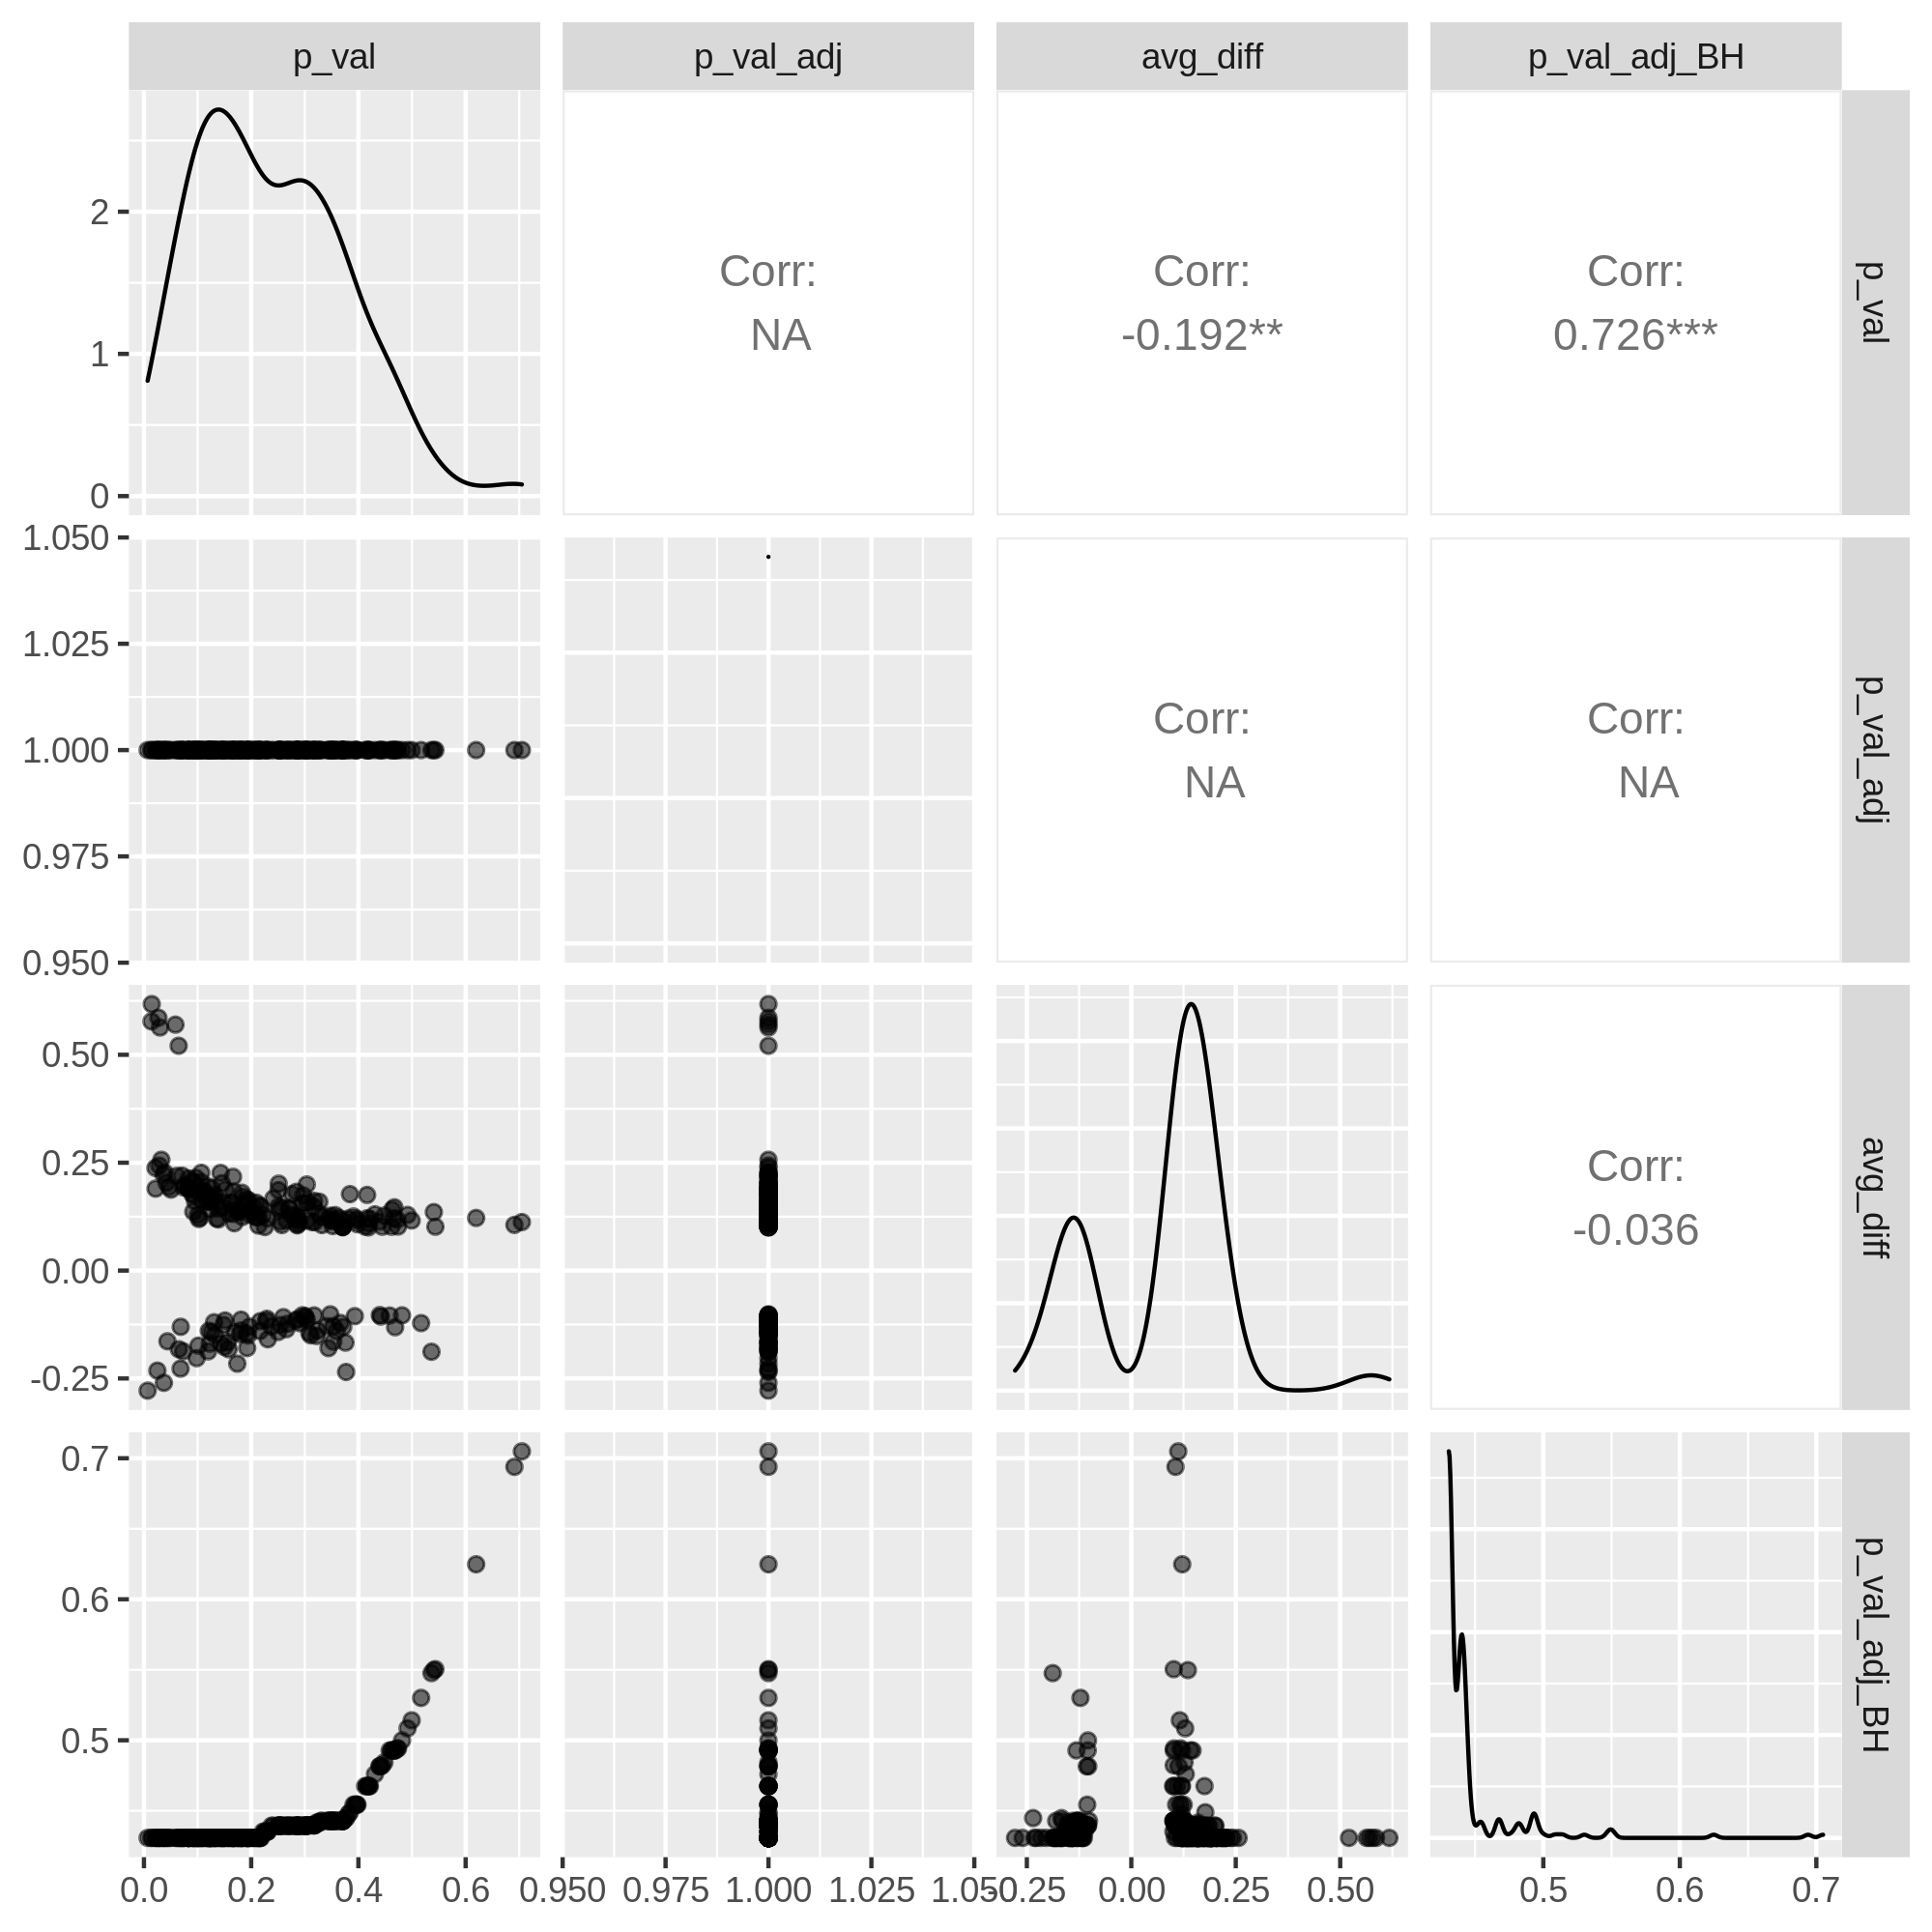 p_val
p_val_adj
avg_diff
p_val_adj_BH
2
1
0
Corr:
NA
Corr:
-0.192**
Corr:
0.726***
p_val
1.050
1.025
1.000
0.975
0.950
Corr:
NA
Corr:
NA
p_val_adj
0.50
0.25
0.00
-0.25
Corr:
-0.036
avg_diff
0.7
0.6
0.5
p_val_adj_BH
0.0 0.2 0.4 0.6
0.950 0.975 1.000 1.025 1.050
-0.25 0.00 0.25 0.50
0.5 0.6 0.7